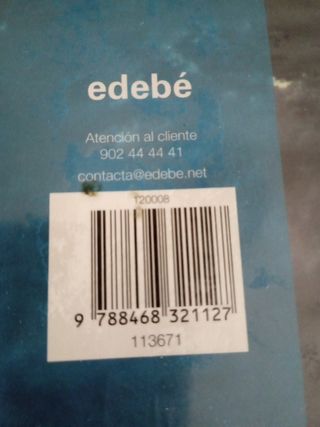 edebé
Atención al cliente
902 44 44 41
contacta@edebe.net
120008
9 788468 321127
113671